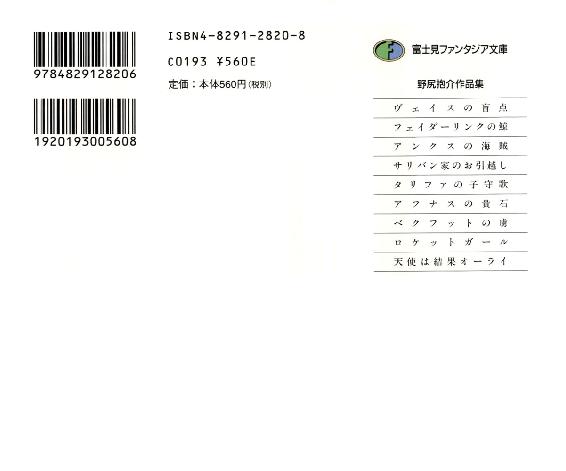 9784829128206
1920193005608
ISBN4-8291-2820-8
C0193 ¥560E
定価：本体560円（税別）
富士見ファンタジア文庫
野尻抱介作品集
ヴェイスの盲点
フェイダーリンクの鯨
アンクスの海賊
サリバン家のお引越し
タリファの子守歌
アフナスの貴石
ベクフットの虜
ロケットガール
天使は結果オーライ